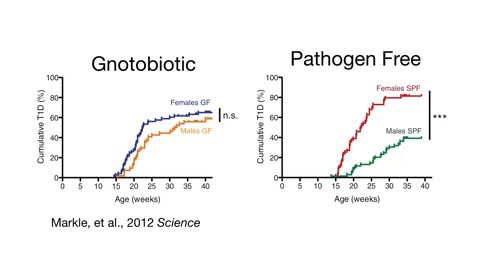 Gnotobiotic
Pathogen Free
Cumulative T1D (%)
100
80
60
40
20
0
Females GF
Males GF
n.s.
0 5 10 15 20 25 30 35 40
Age (weeks)
Cumulative T1D (%)
100
80
60
40
20
0
Females SPF
Males SPF
***
0 5 10 15 20 25 30 35 40
Age (weeks)
Markle, et al., 2012 Science